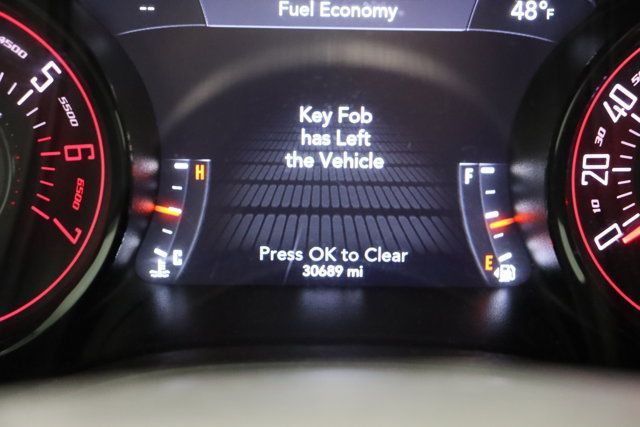 --
Fuel Economy
48°F
Key Fob
has Left
the Vehicle
Press OK to Clear
30689 mi
H
C
F
E
4500
5
5500
6
6500
7
0
10
20
30
40